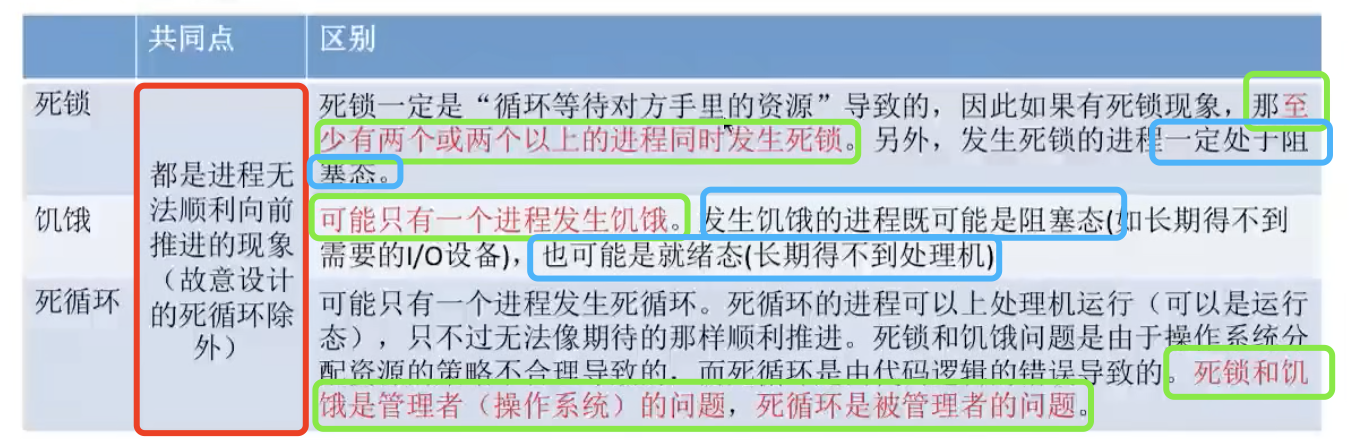 共同点 区别
死锁
都是进程无
法顺利向前
推进的现象
（故意设计
的死循环除
外）
死锁一定是“循环等待对方手里的资源”导致的，因此如果有死锁现象，那至
少有两个或两个以上的进程同时发生死锁。另外，发生死锁的进程一定处于阻
塞态。
饥饿
可能只有一个进程发生饥饿。发生饥饿的进程既可能是阻塞态(如长期得不到
需要的I/O设备)，也可能是就绪态(长期得不到处理机)
死循环
可能只有一个进程发生死循环。死循环的进程可以上处理机运行（可以是运行
态），只不过无法像期待的那样顺利推进。死锁和饥饿问题是由于操作系统分
配资源的策略不合理导致的，而死循环是由代码逻辑的错误导致的。死锁和饥
饿是管理者（操作系统）的问题，死循环是被管理者的问题。